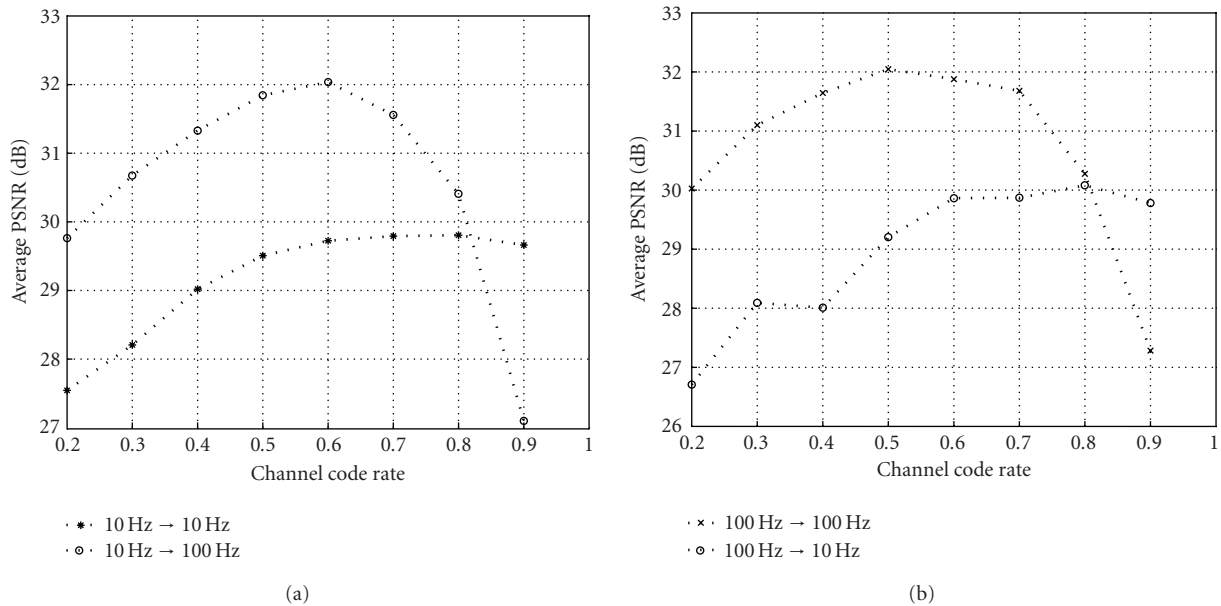 33
32
31
30
29
28
27
Average PSNR (dB)
0.2 0.3 0.4 0.5 0.6 0.7 0.8 0.9 1
Channel code rate
10 Hz → 10 Hz
10 Hz → 100 Hz
(a)
33
32
31
30
29
28
27
26
Average PSNR (dB)
0.2 0.3 0.4 0.5 0.6 0.7 0.8 0.9 1
Channel code rate
100 Hz → 100 Hz
100 Hz → 10 Hz
(b)